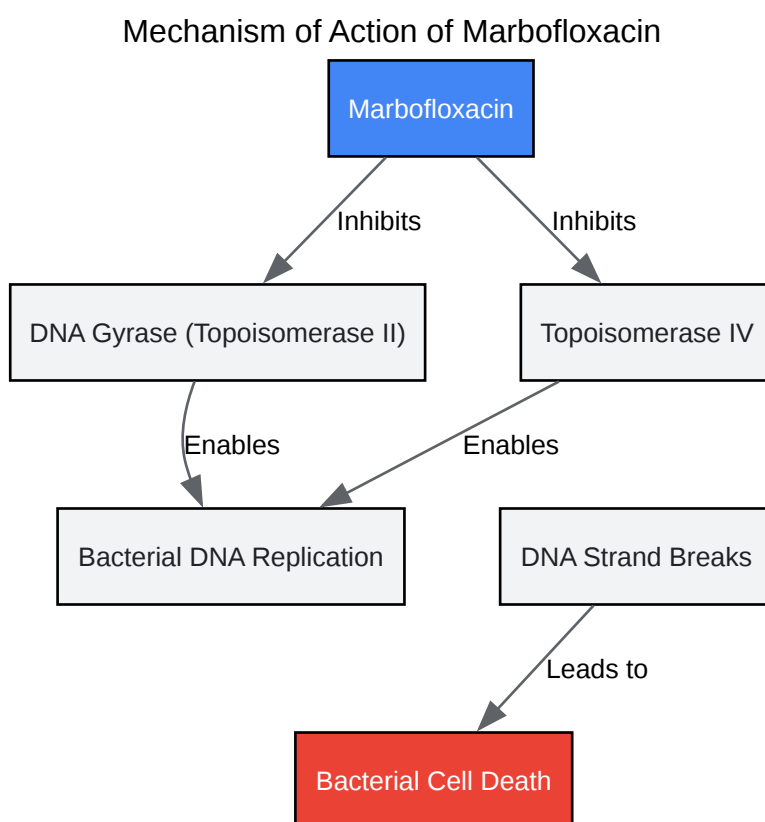 Mechanism of Action of Marbofloxacin
Marbofloxacin
Inhibits
Inhibits
DNA Gyrase (Topoisomerase II)
Topoisomerase IV
Enables
Enables
Bacterial DNA Replication
DNA Strand Breaks
Leads to
Bacterial Cell Death